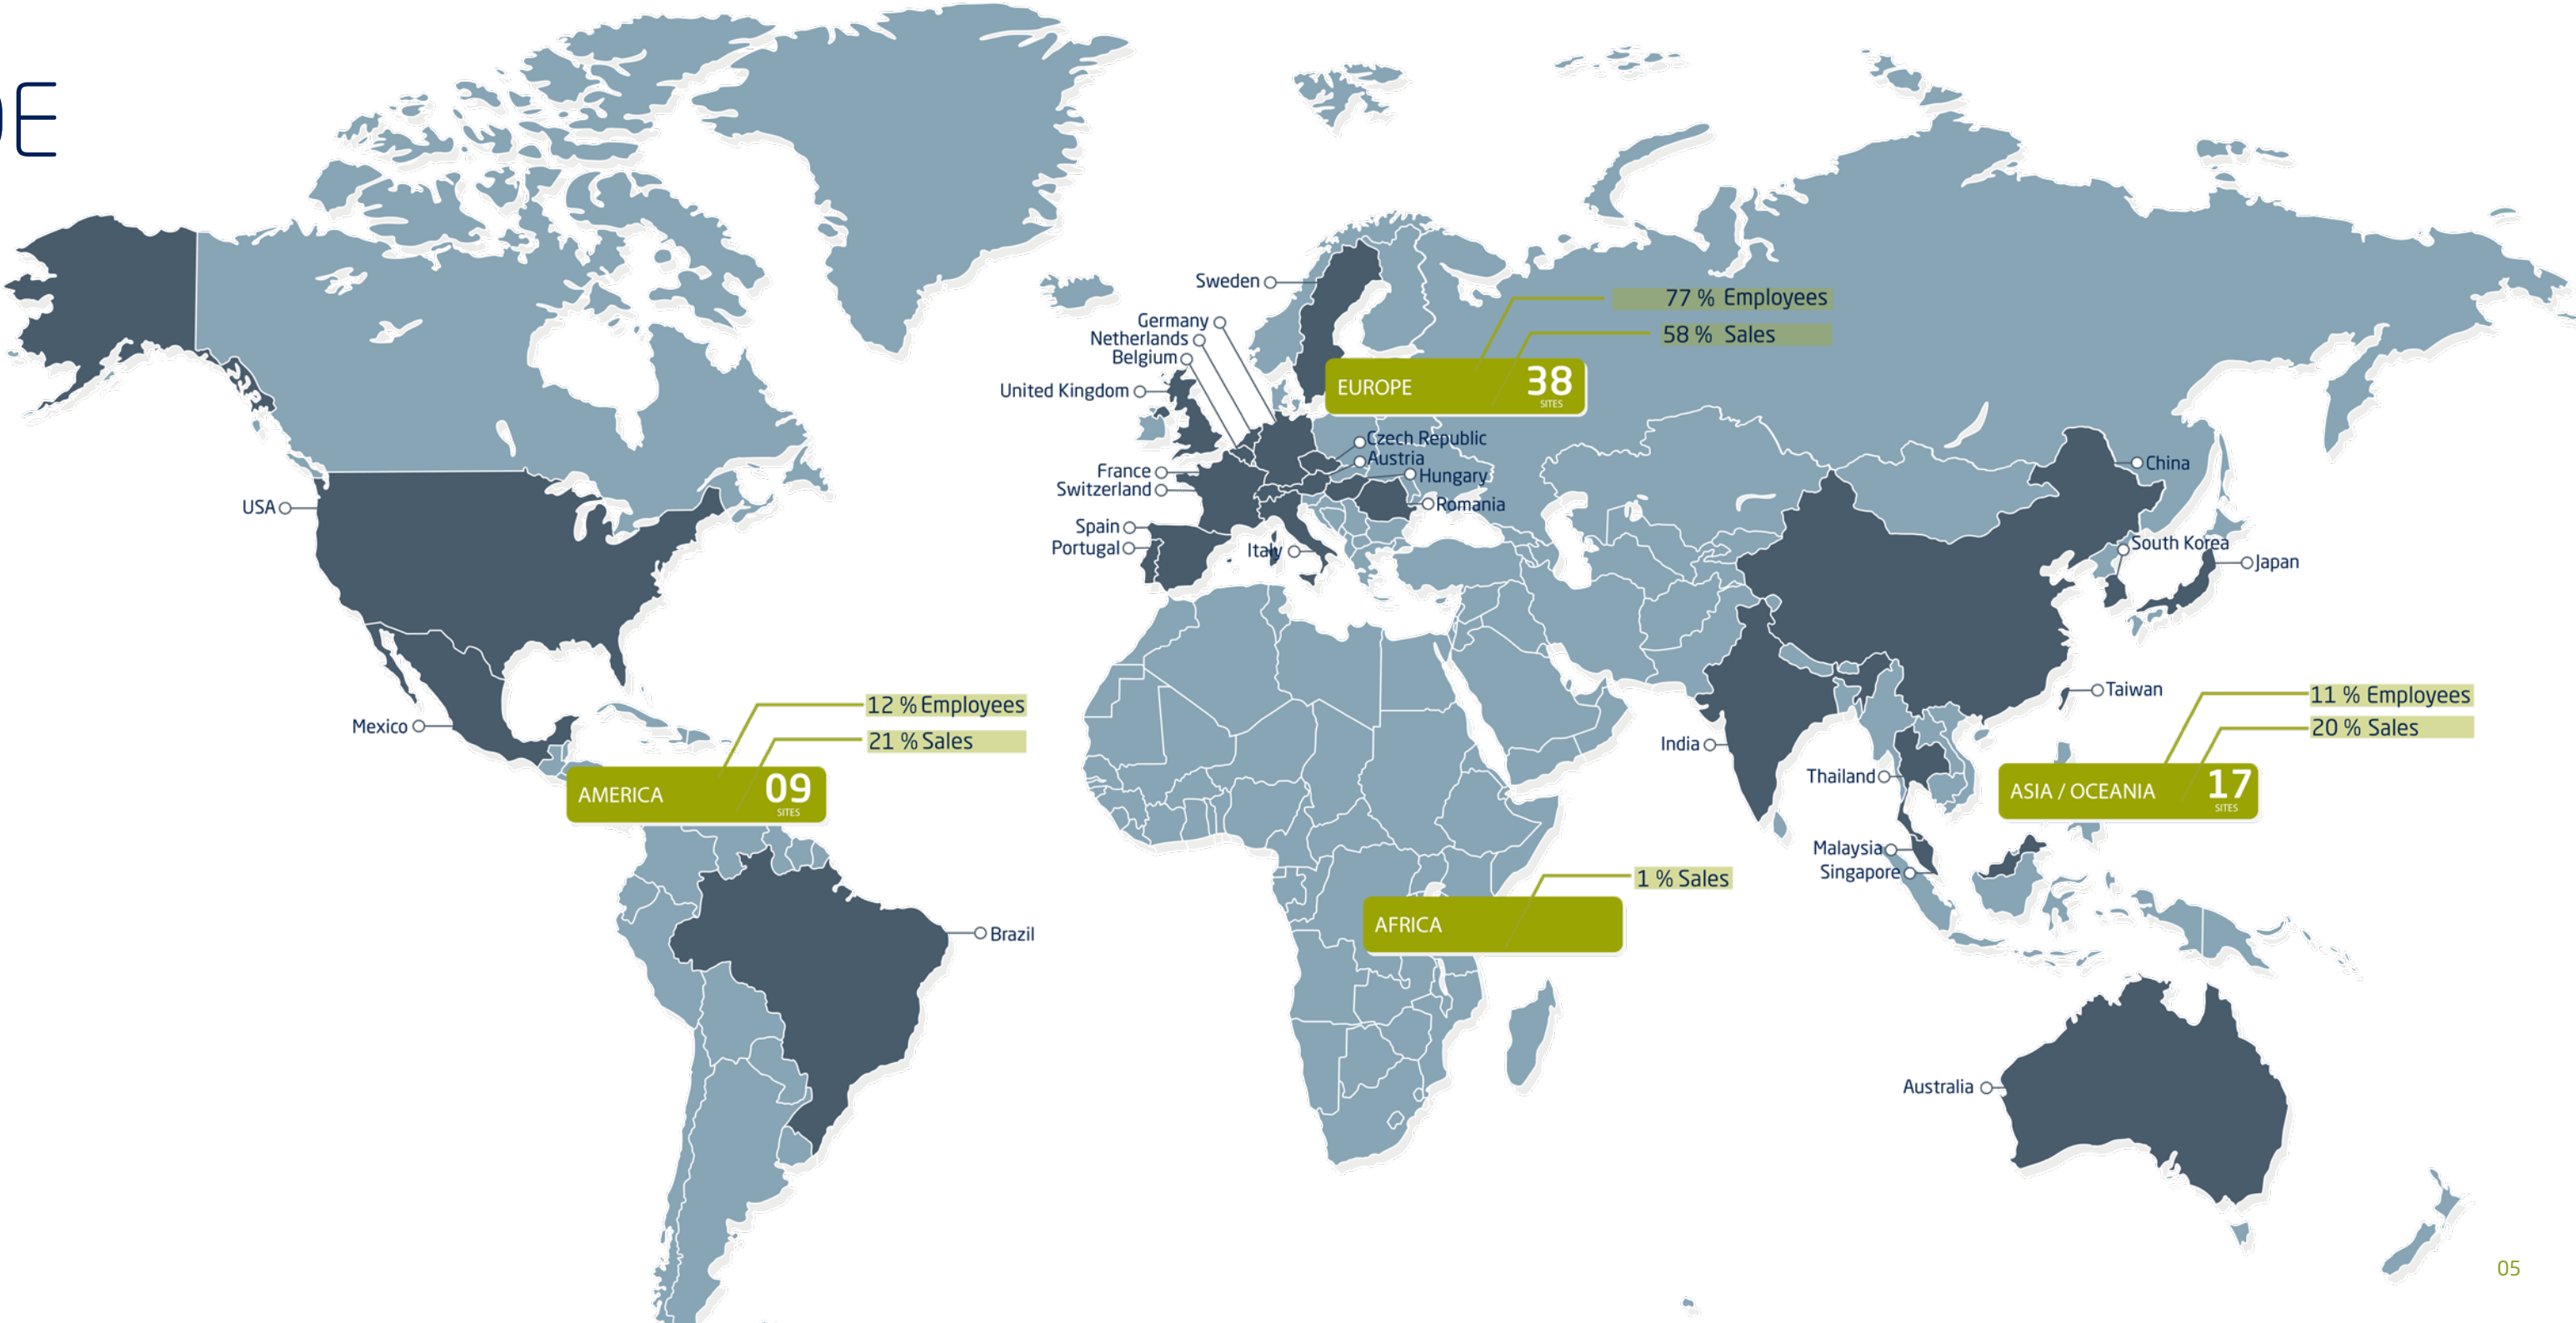 DE
Sweden
77 % Employees
Germany
Netherlands
58 % Sales
Belgium
EUROPE 38
SITES
United Kingdom
Czech Republic
Austria
France
China
Hungary
Switzerland
USA
Romania
Spain
South Korea
Portugal
Italy
Japan
Taiwan
11 % Employees
12 % Employees
Mexico
20 % Sales
21 % Sales
India
Thailand
ASIA / OCEANIA 17
SITES
AMERICA 09
SITES
Malaysia
Singapore
1 % Sales
AFRICA
Brazil
Australia
05